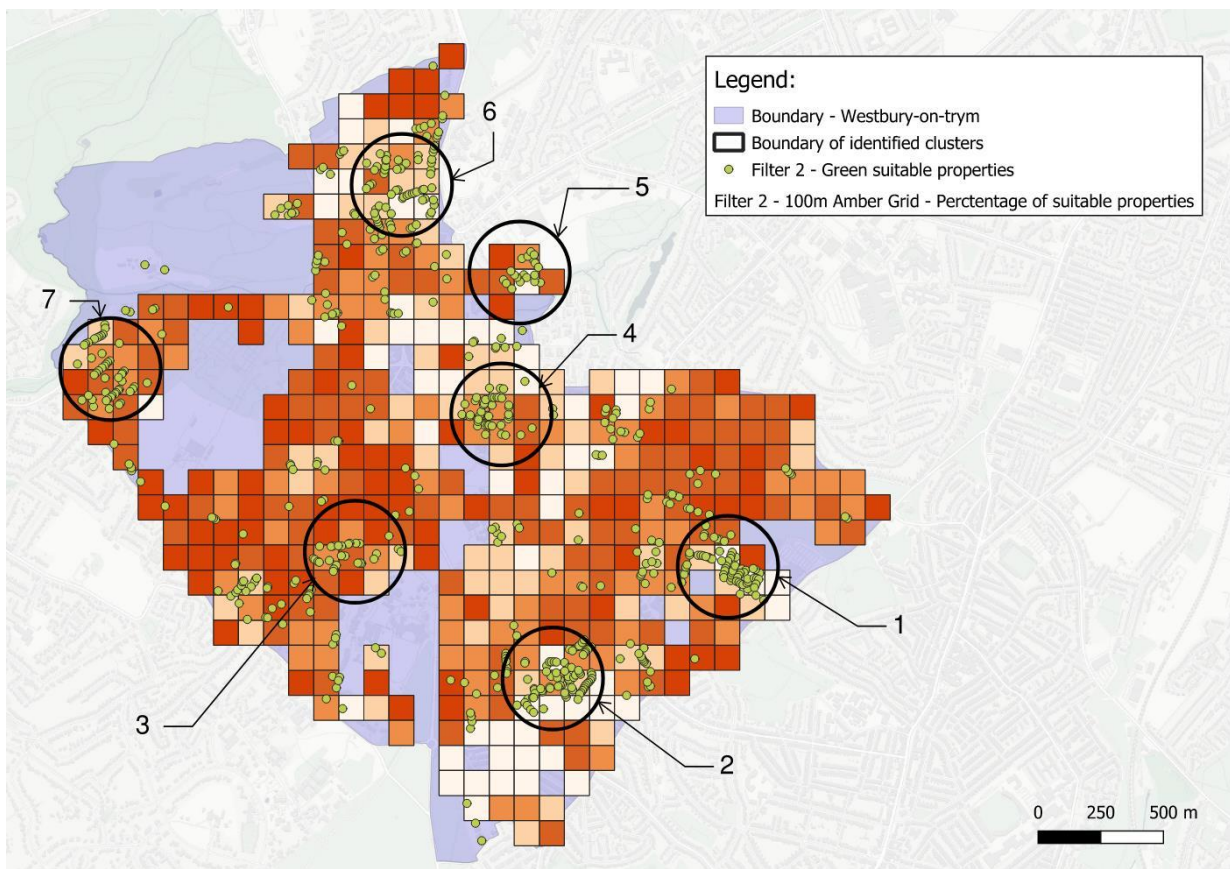 Legend:
Boundary - Westbury-on-trym
Boundary of identified clusters
Filter 2 - Green suitable properties
Filter 2 - 100m Amber Grid - Perctentage of suitable properties
6
5
7
4
1
3
2
0 250 500 m